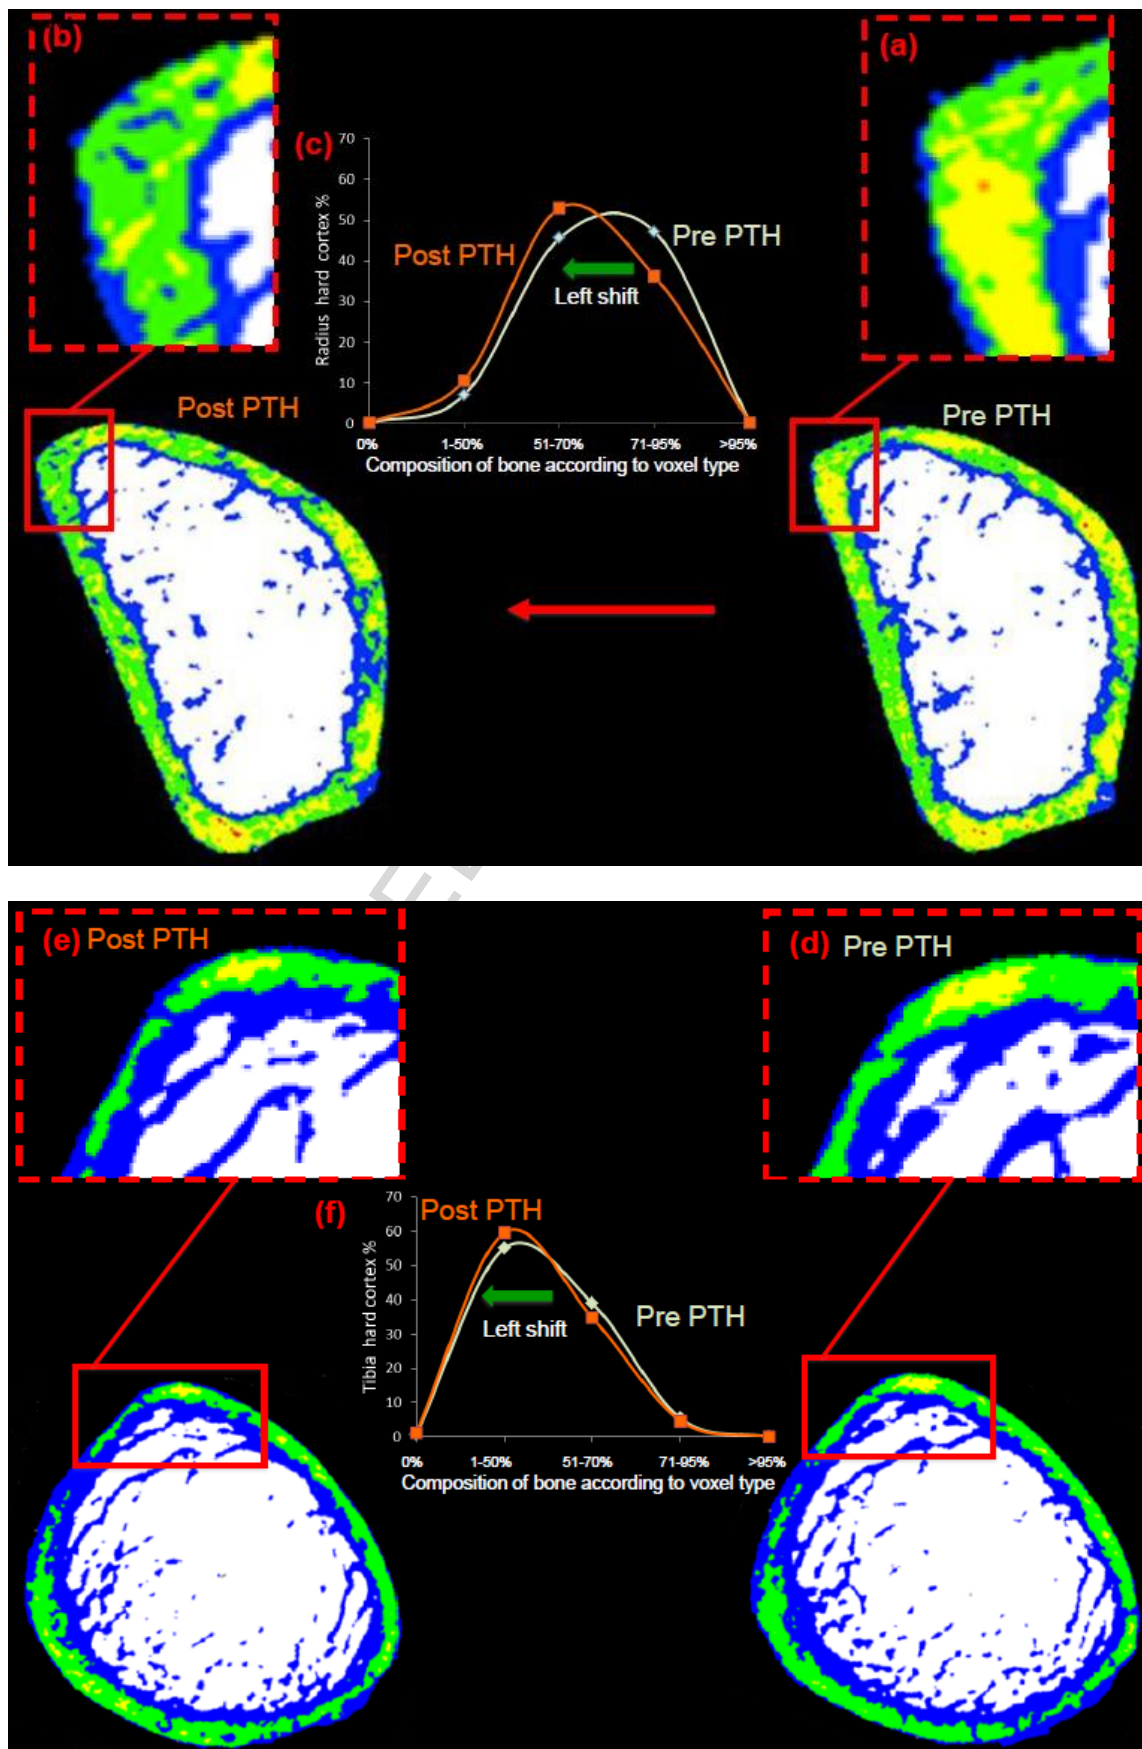 (b)
(a)
(c)
70
60
50
40
30
20
10
0
Radius hard cortex %
Post PTH
Pre PTH
Left shift
0% 1-50% 51-70% 71-95% >95%
Composition of bone according to voxel type
Post PTH
Pre PTH
(e) Post PTH
(d) Pre PTH
(f)
70
60
50
40
30
20
10
0
Tibia hard cortex %
Post PTH
Left shift
Pre PTH
0% 1-50% 51-70% 71-95% >95%
Composition of bone according to voxel type